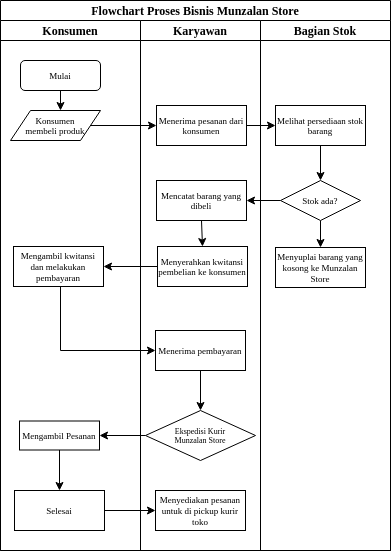 Flowchart Proses Bisnis Munzalan Store
Konsumen
Karyawan
Bagian Stok
Mulai
Konsumen
membeli produk
Menerima pesanan dari
konsumen
Melihat persediaan stok
barang
Mencatat barang yang
dibeli
Stok ada?
Mengambil kwitansi
dan melakukan
pembayaran
Menyerahkan kwitansi
pembelian ke konsumen
Menyuplai barang yang
kosong ke Munzalan
Store
Menerima pembayaran
Ekspedisi Kurir
Munzalan Store
Mengambil Pesanan
Selesai
Menyediakan pesanan
untuk di pickup kurir
toko